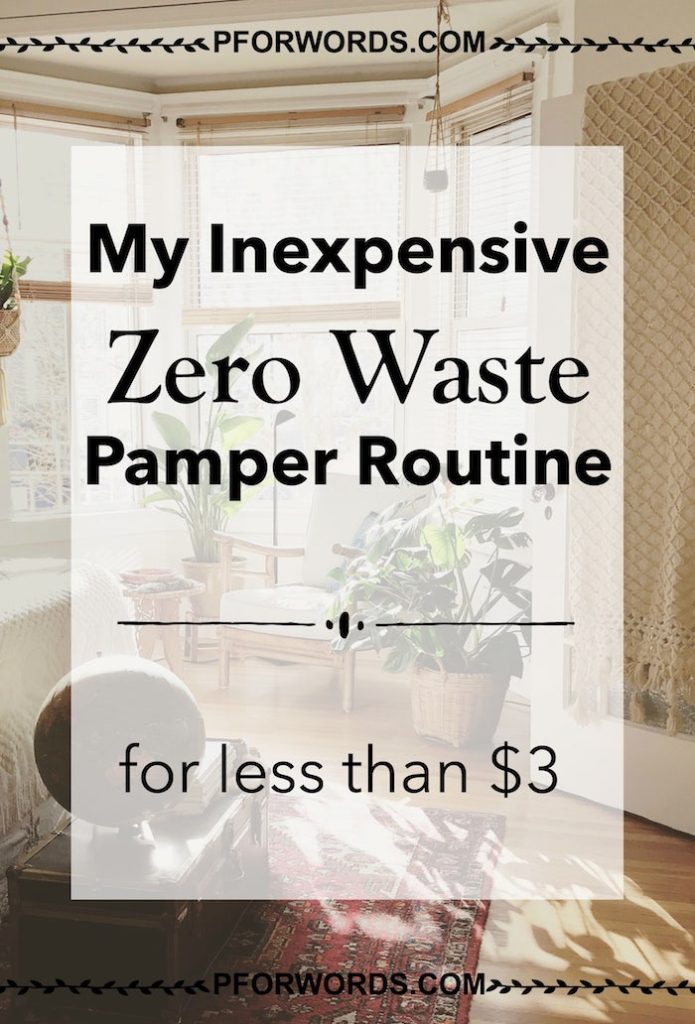 PFORWORDS.COM
My Inexpensive
Zero Waste
Pamper Routine
for less than $3
PFORWORDS.COM